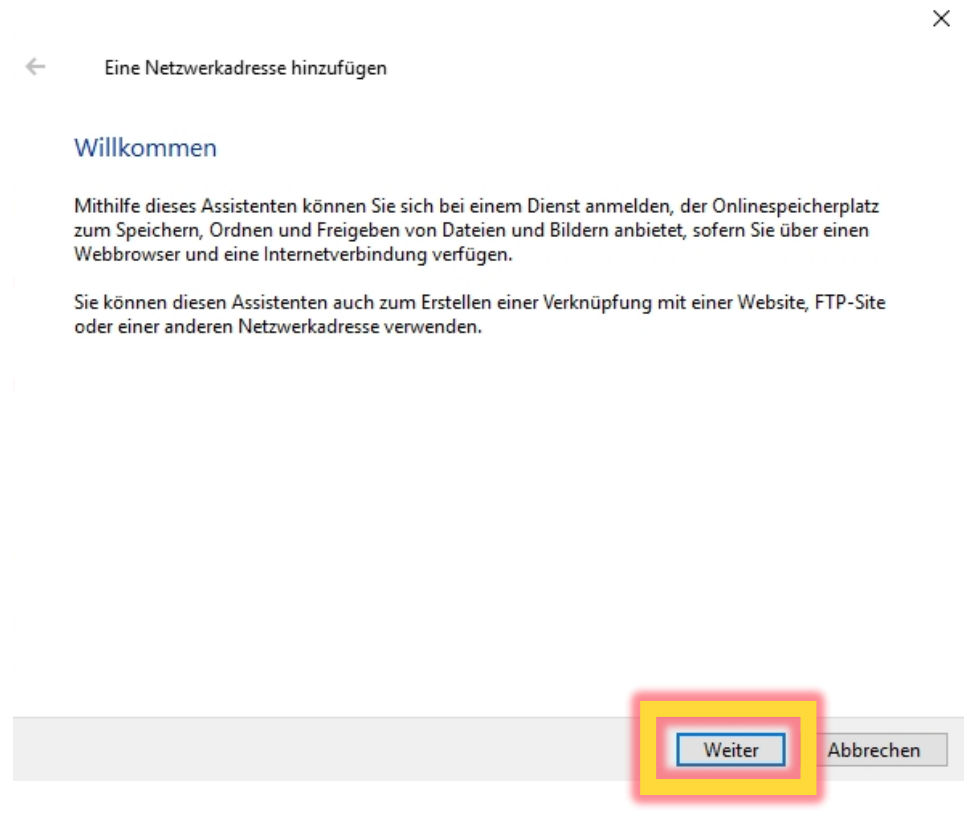 Eine Netzwerkadresse hinzufügen
Willkommen
Mithilfe dieses Assistenten können Sie sich bei einem Dienst anmelden, der Onlinespeicherplatz
zum Speichern, Ordnen und Freigeben von Dateien und Bildern anbietet, sofern Sie über einen
Webbrowser und eine Internetverbindung verfügen.
Sie können diesen Assistenten auch zum Erstellen einer Verknüpfung mit einer Website, FTP-Site
oder einer anderen Netzwerkadresse verwenden.
Weiter
Abbrechen